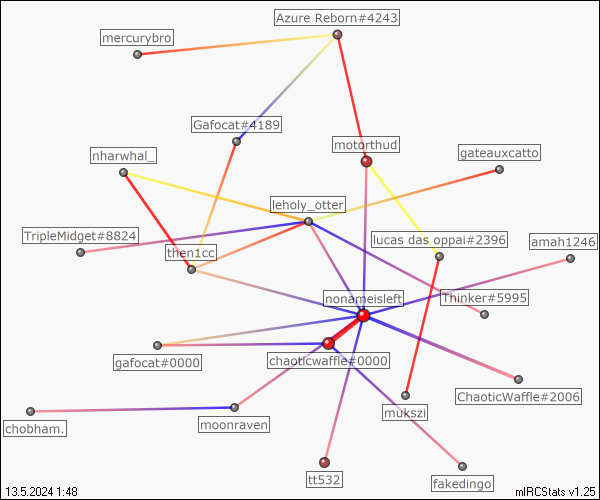 Azure Reborn#4243
mercurybro
Gafocat#4189
motorthud
nharwhal_
gateauxcatto
leholy_otter
TripleMidget#8824
lucas das oppai#2396
amah1246
then1cc
nonameisleft
Thinker#5995
gafocat#0000
chaoticwaffle#0000
ChaoticWaffle#2006
mukszi
chobham.
moonraven
tt532
fakedingo
13.5.2024 1:48
mIRCStats v1.25